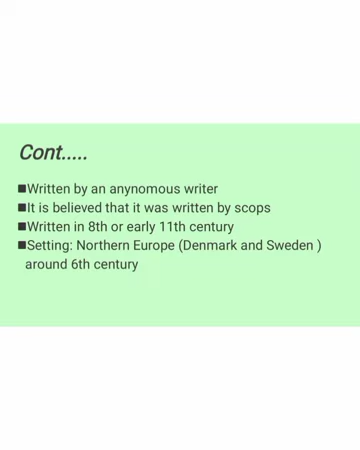 Cont.....
■Written by an anynomous writer
■It is believed that it was written by scops
■Written in 8th or early 11th century
■Setting: Northern Europe (Denmark and Sweden )
around 6th century